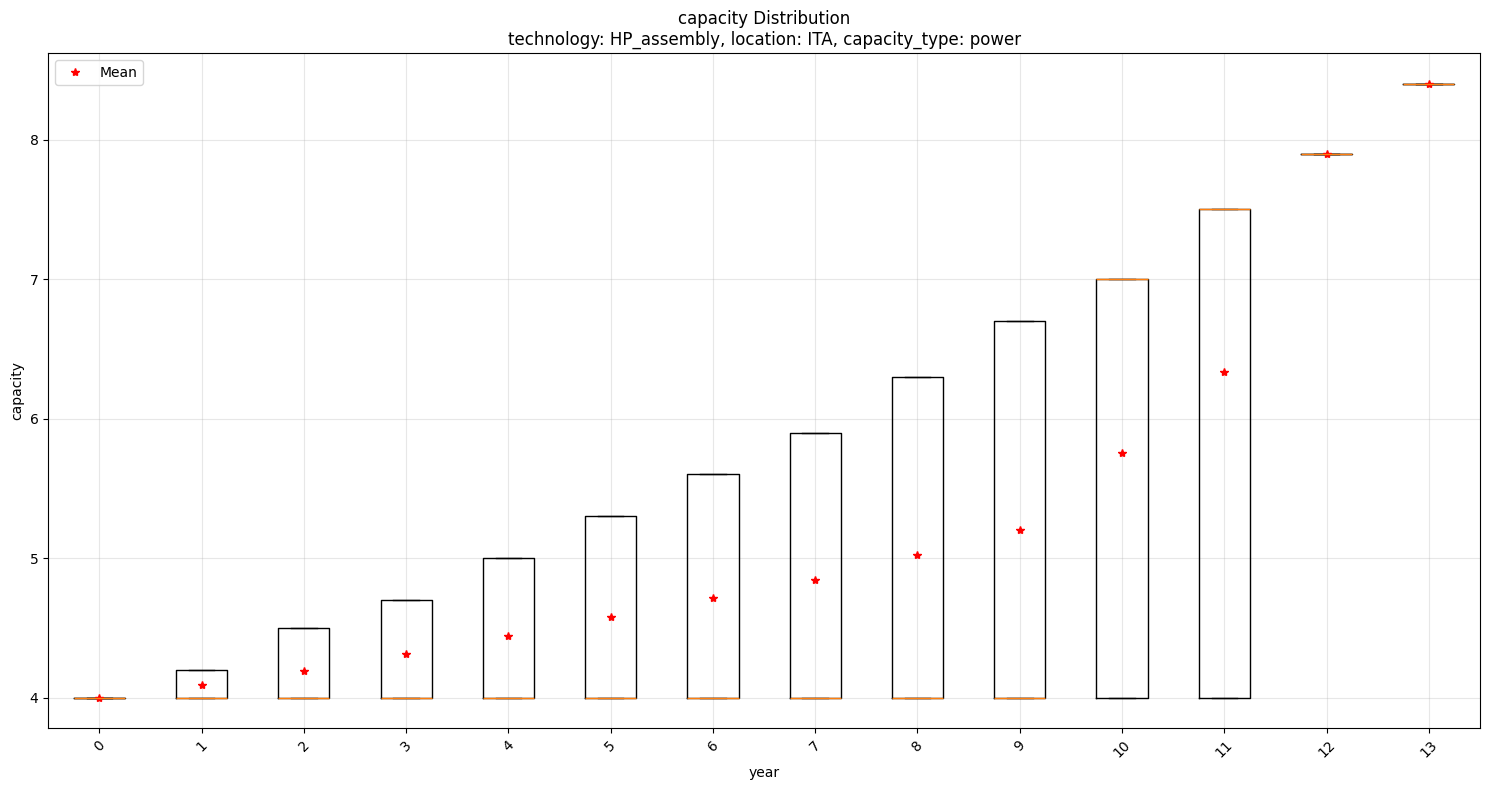 capacity Distribution
technology: HP_assembly, location: ITA, capacity_type: power
Mean
8
7
6
5
4
capacity
0 1 2 3 4 5 6 7 8 9 10 11 12 13
year